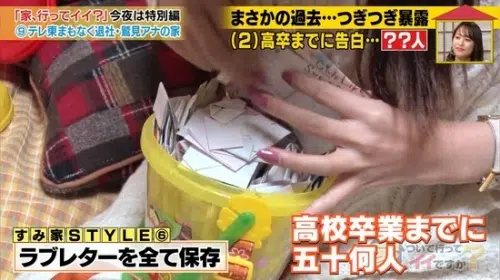 「家、行ってイイ?」今夜は特別編
⑨テレ東まもなく退社・鷲見アナの家
まさかの過去…つぎつぎ暴露
(2)高卒までに告白…??人
すみ家STYLE⑥
ラブレターを全て保存
高校卒業までに
五十何人
ついて行って
イイですか